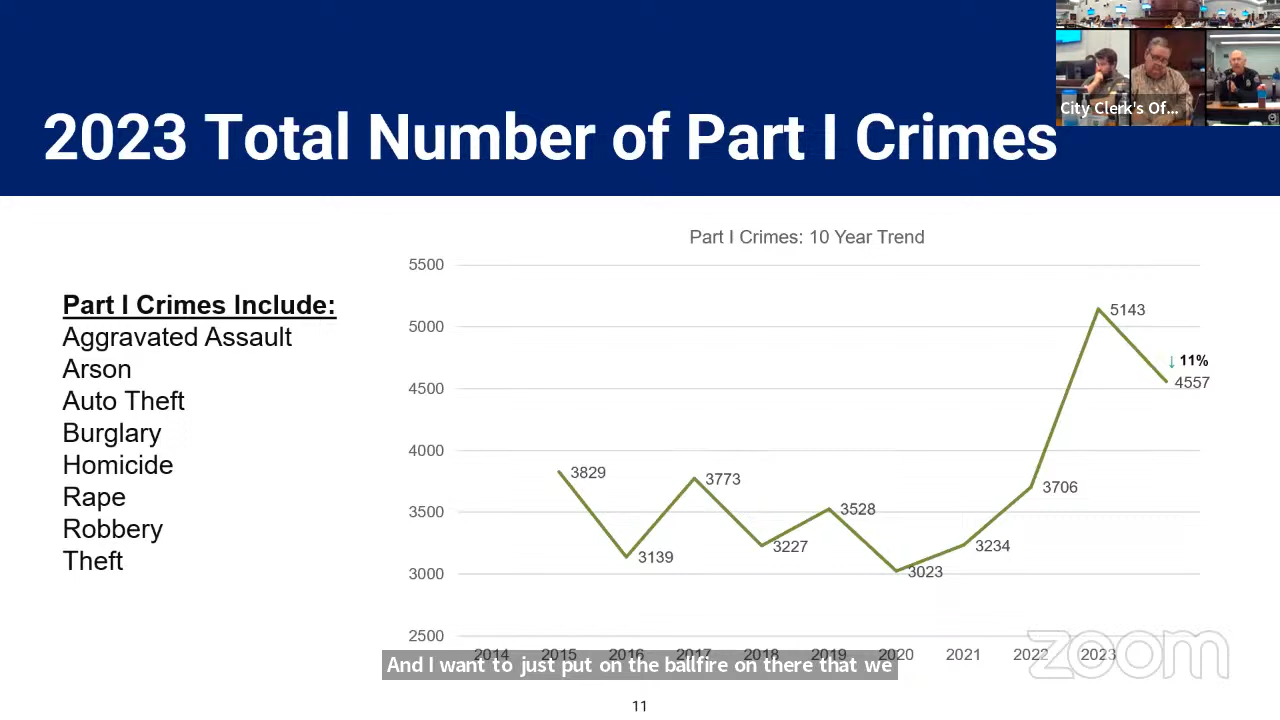 City Clerk's Of...
2023 Total Number of Part I Crimes
Part I Crimes Include:
Aggravated Assault
Arson
Auto Theft
Burglary
Homicide
Rape
Robbery
Theft
Part I Crimes: 10 Year Trend
5500
5000
4500
4000
3500
3000
2500
3829
3139
3773
3227
3528
3023
3234
3706
5143
↓ 11%
4557
2014 2015 2016 2017 2018 2019 2020 2021 2022 2023
And I want to just put on the ballfire on there that we
zoom
11